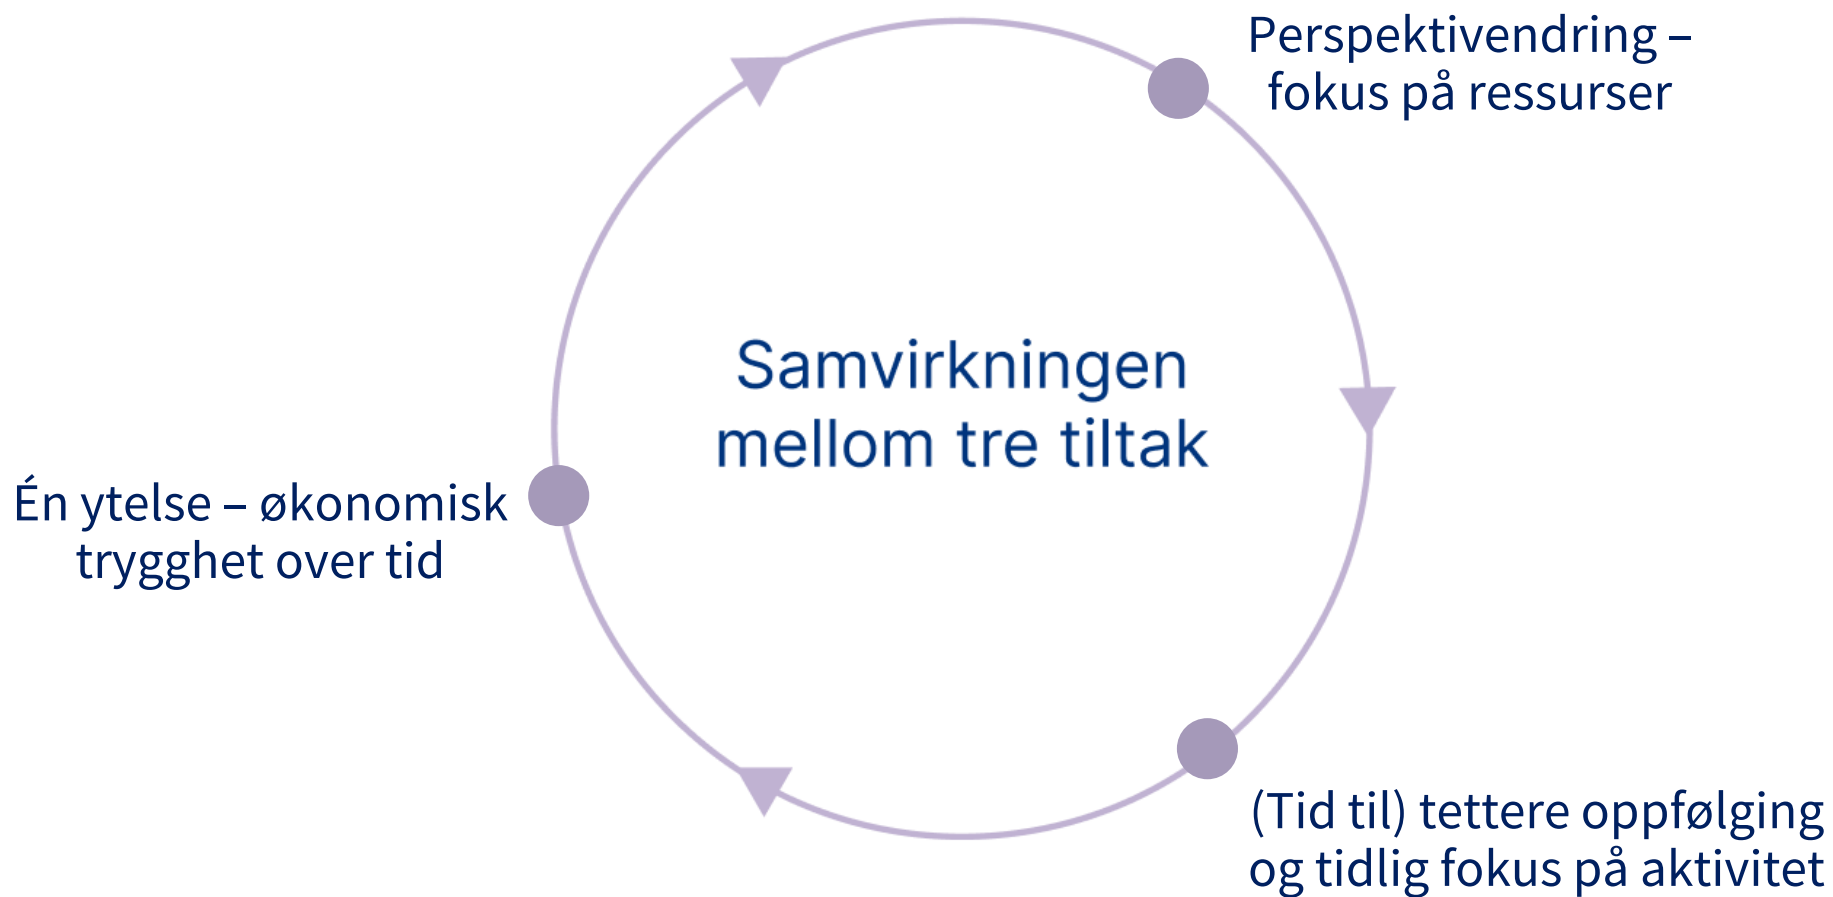 Perspektivendring –
fokus på ressurser
Samvirkningen
mellom tre tiltak
Én ytelse – økonomisk
trygghet over tid
(Tid til) tettere oppfølging
og tidlig fokus på aktivitet